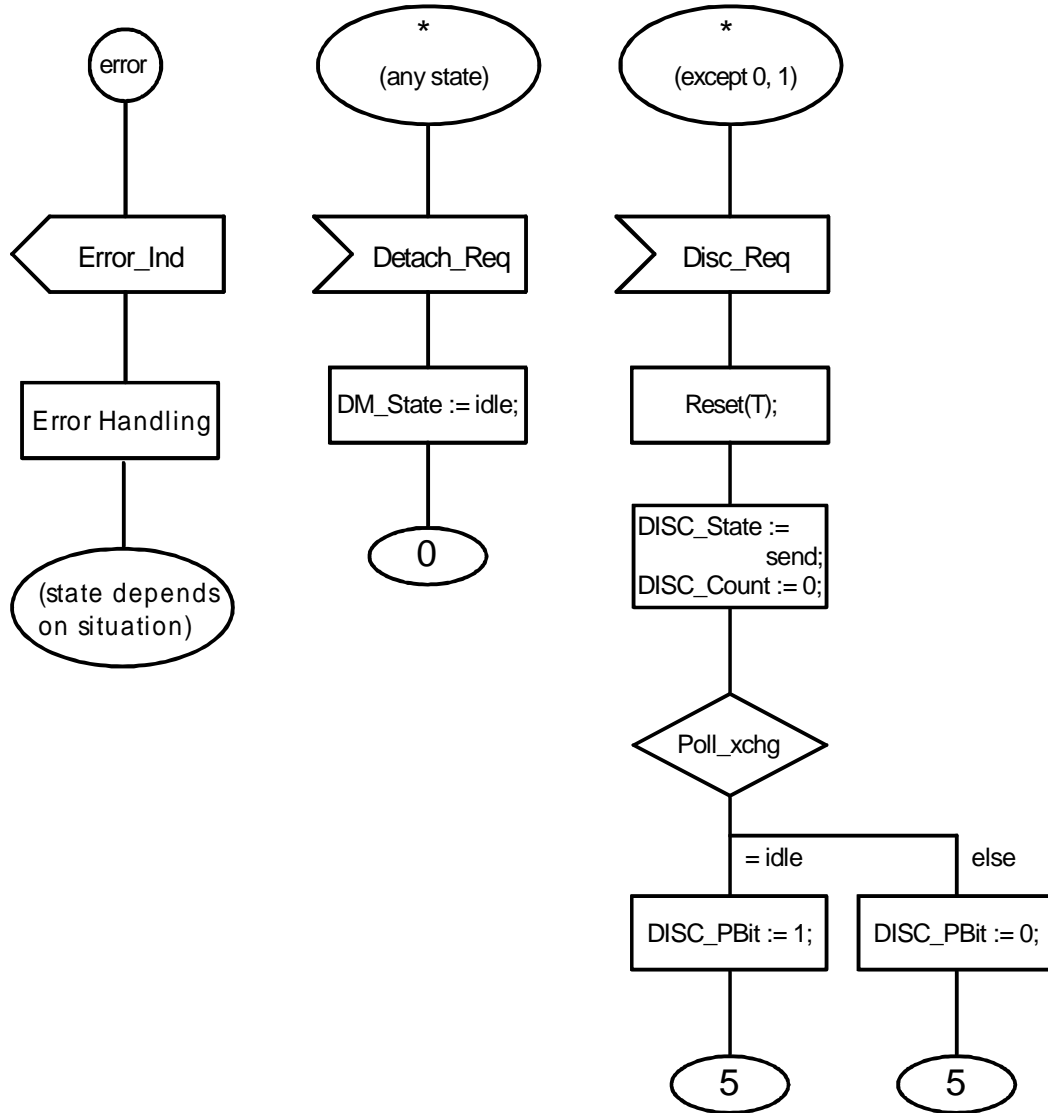 error
Error_Ind
Error Handling
(state depends
on situation)
*
(any state)
Detach_Req
DM_State := idle;
0
*
(except 0, 1)
Disc_Req
Reset(T);
DISC_State :=
send;
DISC_Count := 0;
Poll_xchg
= idle
else
DISC_PBit := 1;
DISC_PBit := 0;
5
5